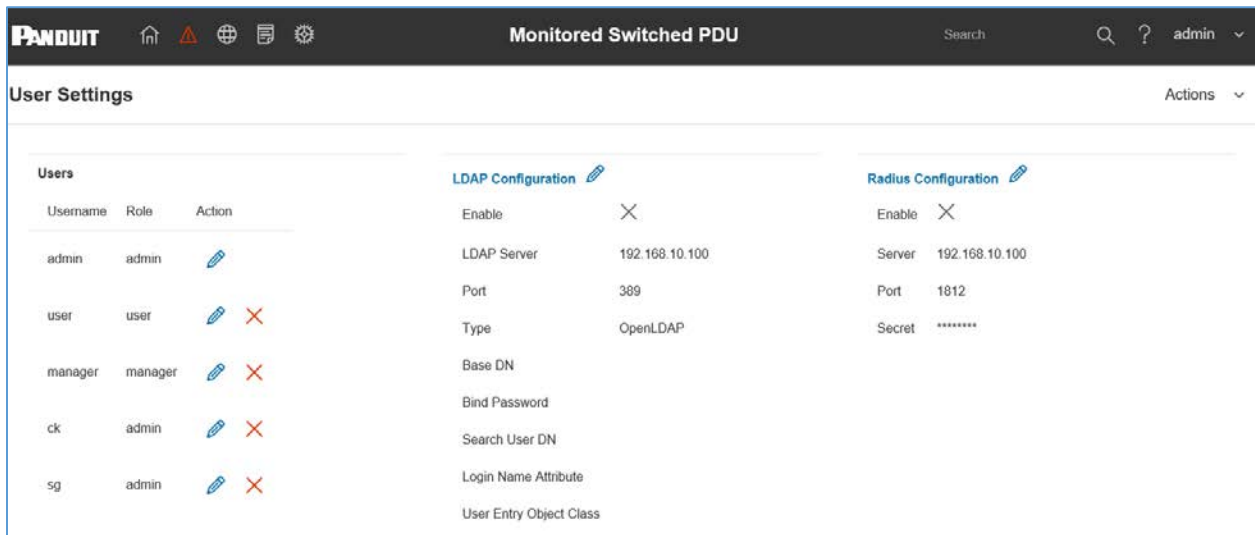 PANDUIT Monitored Switched PDU Search ? admin
User Settings Actions
Users
Username Role Action
admin admin
user user
manager manager
ck admin
sg admin
LDAP Configuration
Enable
LDAP Server 192.168.10.100
Port 389
Type OpenLDAP
Base DN
Bind Password
Search User DN
Login Name Attribute
User Entry Object Class
Radius Configuration
Enable
Server 192.168.10.100
Port 1812
Secret ********